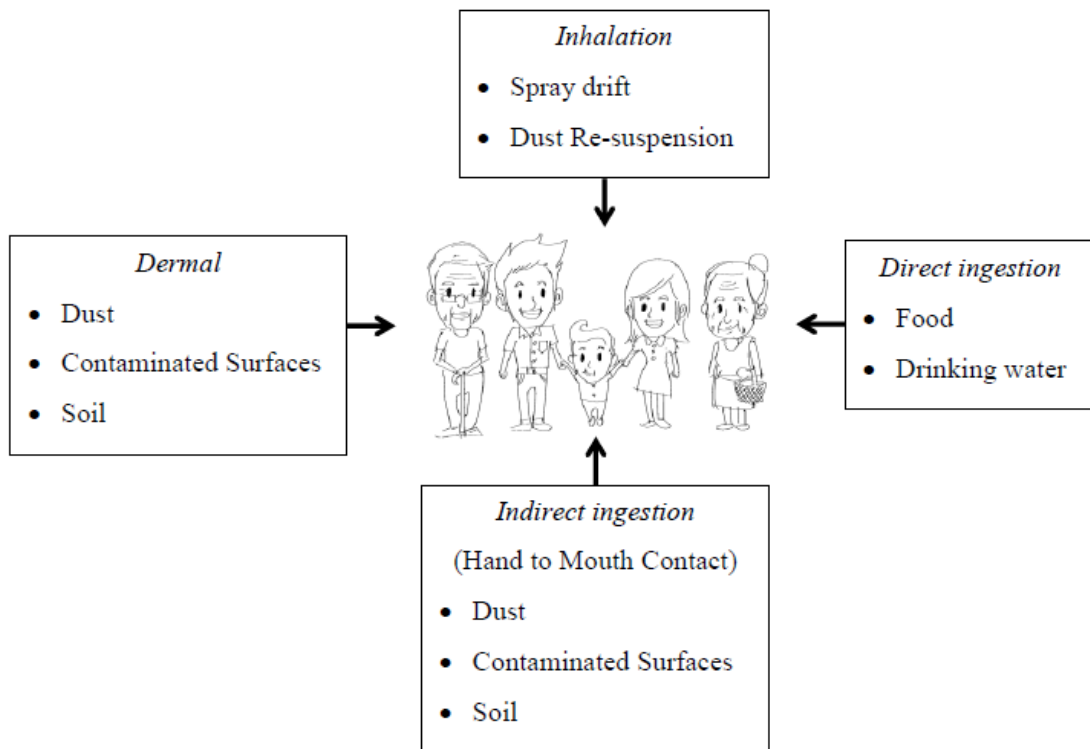 Inhalation
• Spray drift
• Dust Re-suspension
Dermal
• Dust
• Contaminated Surfaces
• Soil
Direct ingestion
• Food
• Drinking water
Indirect ingestion
(Hand to Mouth Contact)
• Dust
• Contaminated Surfaces
• Soil